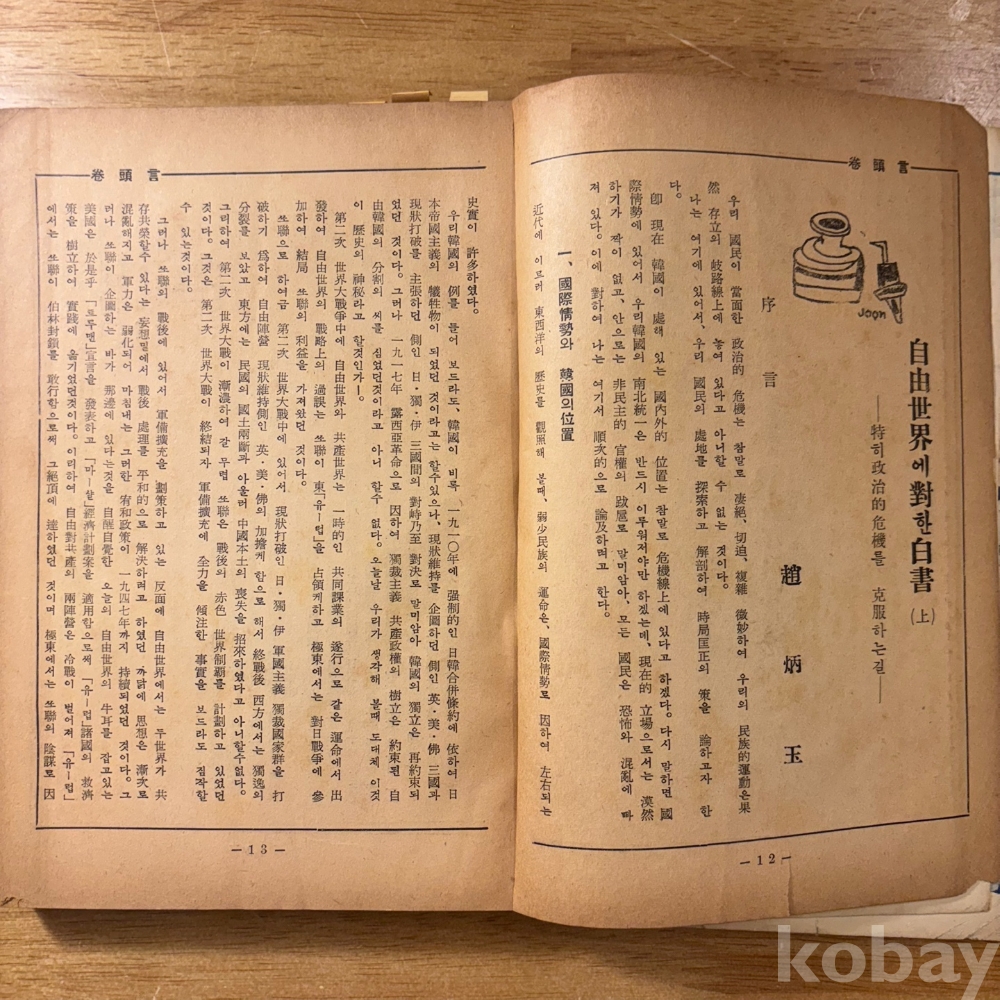 言頭卷
Joon
自由世界에對한白書(上)
——特히政治的危機를 克服하는길——
趙炳玉
序言
우리 國民이 當面한 政治的 危機는 참말로 凄絕、切迫、複雜 微妙하여 우리의 民族的運動은果
然 存立의 岐路線上에 놓여 있다고 아니할 수 없는 것이다。
나는 여기에 있어서、우리 國民의 處地를 探索하고 解剖하여、時局匡正의 策을 論하고자 한
다。
卽 現在 韓國이 處해 있는 國內外的 位置는 참말로 危機線上에 있다고 하겠다。다시 말하면 國
際情勢에 있어서 우리韓國의 南北統一은 반드시 이루워져야만 하겠는데、現在的 立場으로서는 漠然
하기가 짝이 없고、안으로는 非民主的 官權의 跋扈로 말미암아、모든 國民은 恐怖와 混亂에 빠
져 있다。이에 對하여 나는 여기서 順次的으로 論及하려고 한다。
一、國際情勢와 韓國의位置
近代에 이르러 東西洋의 歷史를 觀照해 볼때、弱少民族의 運命은、國際情勢로 因하여 左右되는
—12—
言頭卷
史實이 許多하였다。
우리韓國의 例를 들어 보드라도、韓國이 비록 一九一〇年에 强制的인 日韓合倂條約에 依하여 日
本帝國主義의 犧牲物이 되였던 것이라고는 할수있으나、現狀維持를 企圖하던 側인 英·美·佛 三國과
現狀打破를 主張하던 側인 日·獨·伊 三國間의 對峙乃至 對決로 말미암아 韓國의 獨立은 再約束되
였던 것이다。그러나 一九一七年 露西亞革命으로 因하여 獨裁主義 共產政權의 樹立은 約束된 自
由韓國의 分割의 씨를 심었던것이라고 아니 할수 없다。오늘날 우리가 생각해 볼때 도대체 이것
이 歷史의 神秘라고 할것인가ㅣ。
第二次 世界大戰爭中에 自由世界와 共產世界는 一時的인 共同課業의 遂行으로 같은 運命에서 出
發하여 自由世界의 戰略上의 過誤는 쏘聯이 東「유—럽」을 占領케하고 極東에서는 對日戰爭에 參
加하여 結局 쏘聯의 利益을 가져왔던 것이다。
쏘聯으로 하여금 第二次 世界大戰中에 있어서 現狀打破인 日·獨·伊 軍國主義 獨裁國家群을 打
破하기 爲하여 自由陣營 現狀維持側인 英·美·佛의 加擔케 함으로 해서 終戰後 西方에서는 獨逸의
分裂을 보았고 東方에는 民國의 國土兩斷과 아울러 中國本土의 喪失을 招來하였다고 아니할수없다。
그리하여 第二次 世界大戰이 漸濃하여 갈 무렵 쏘聯은 戰後의 赤色 世界制覇를 計劃하고 있었던
것이다。그것은 第二次 世界大戰이 終結되자 軍備擴充에 全力을 傾注한 事實을 보드라도 짐작할
수 있는것이다。
그러나 쏘聯의 戰後에 있어서 軍備擴充을 劃策하고 있는 反面에 自由世界에서는 두世界가 共
存共榮할수 있다는 妄想밑에서 戰後 處理를 平和的으로 解決하려고 하였던 까닭에 思想은 漸次로
混亂해지고 軍力은 弱化되어 마침내는 그러한 宥和政策이 一九四七年까지 持續되였던 것이다。그
러나 쏘聯이 企圖하는 바가 那邊에 있다는것을 自醒自覺한 오늘의 自由世界의 牛耳를 잡고있는
美國은 於是乎 「트루맨」宣言을 發表하고 「마—샬」經濟計劃案을 適用함으로써 「유—럽」諸國의 救濟
策을 樹立하여 實踐에 옮기였던것이다。이리하여 自由對共產의 兩陣營은 冷戰이 벌어져 「유—럽」
에서는 쏘聯이 伯林封鎖를 敢行함으로써 그絕頂에 達하였던 것이며 極東에서는 쏘聯의 陰謀로 因
—13—
kobay